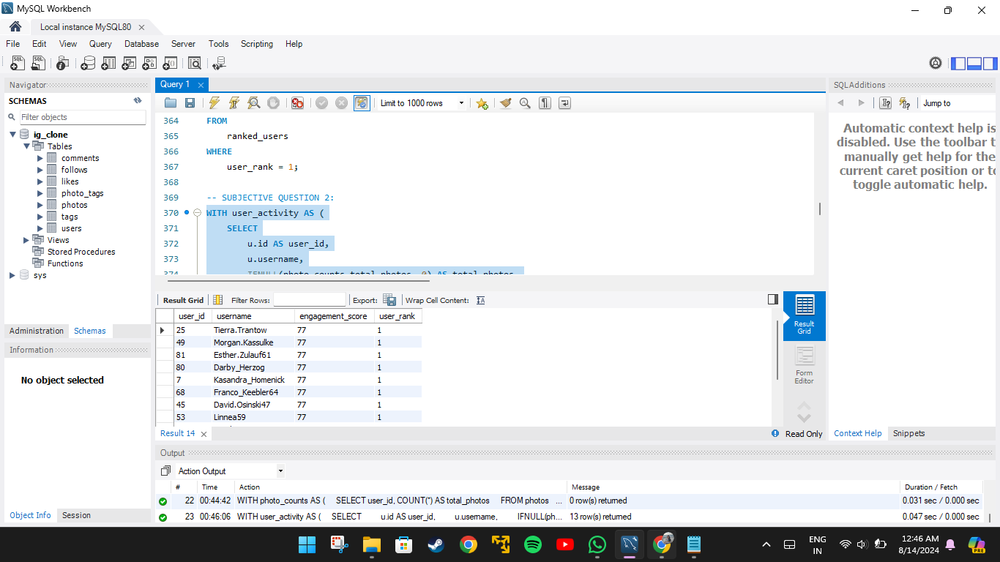 MySQL Workbench
Local instance MySQL80
File Edit View Query Database Server Tools Scripting Help
Navigator
SCHEMAS
Filter objects
ig_clone
Tables
comments
follows
likes
photo_tags
photos
tags
users
Views
Stored Procedures
Functions
sys
Administration Schemas
Information
No object selected
Object Info Session
Query 1
Limit to 1000 rows
364 FROM
365 ranked_users
366 WHERE
367 user_rank = 1;
368
369 -- SUBJECTIVE QUESTION 2:
370 WITH user_activity AS (
371 SELECT
372 u.id AS user_id,
373 u.username,
374 IFNULL(photo_counts.total_photos, 0) AS total_photos,
Result Grid Filter Rows: Export: Wrap Cell Content:
user_id username engagement_score user_rank
25 Tierra.Trantow 77 1
49 Morgan.Kassulke 77 1
81 Esther.Zulauf61 77 1
80 Darby_Herzog 77 1
7 Kasandra_Homenick 77 1
68 Franco_Keebler64 77 1
45 David.Osinski47 77 1
53 Linnea59 77 1
Result Grid
Form Editor
Result 14
Read Only
SQLAdditions
Jump to
Automatic context help is
disabled. Use the toolbar t
manually get help for the
current caret position or to
toggle automatic help.
Context Help Snippets
Output
Action Output
# Time Action Message Duration / Fetch
22 00:44:42 WITH photo_counts AS ( SELECT user_id, COUNT(*) AS total_photos FROM photos ... 0 row(s) returned 0.031 sec / 0.000 sec
23 00:46:06 WITH user_activity AS ( SELECT u.id AS user_id, u.username, IFNULL(ph... 13 row(s) returned 0.047 sec / 0.000 sec
ENG
IN
12:46 AM
8/14/2024
PRE